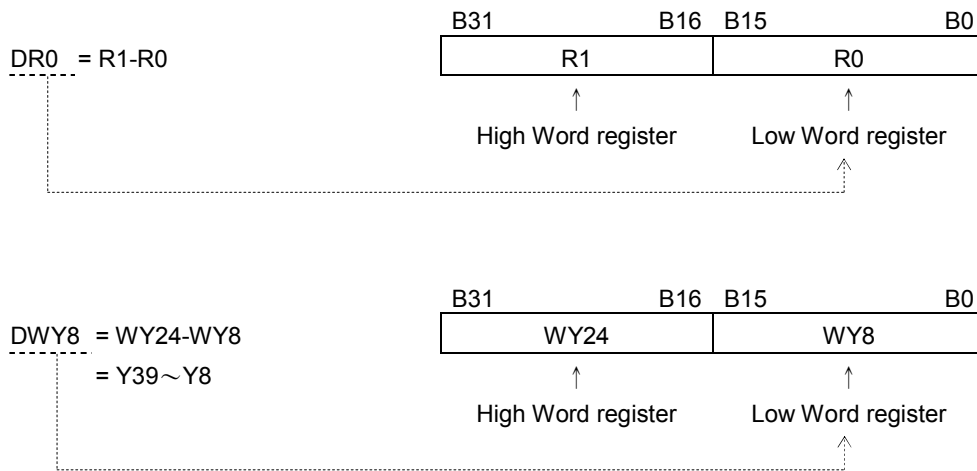 B31 B16 B15 B0
DR0 = R1-R0 R1 R0
High Word register Low Word register
B31 B16 B15 B0
DWY8 = WY24-WY8 WY24 WY8
= Y39～Y8
High Word register Low Word register